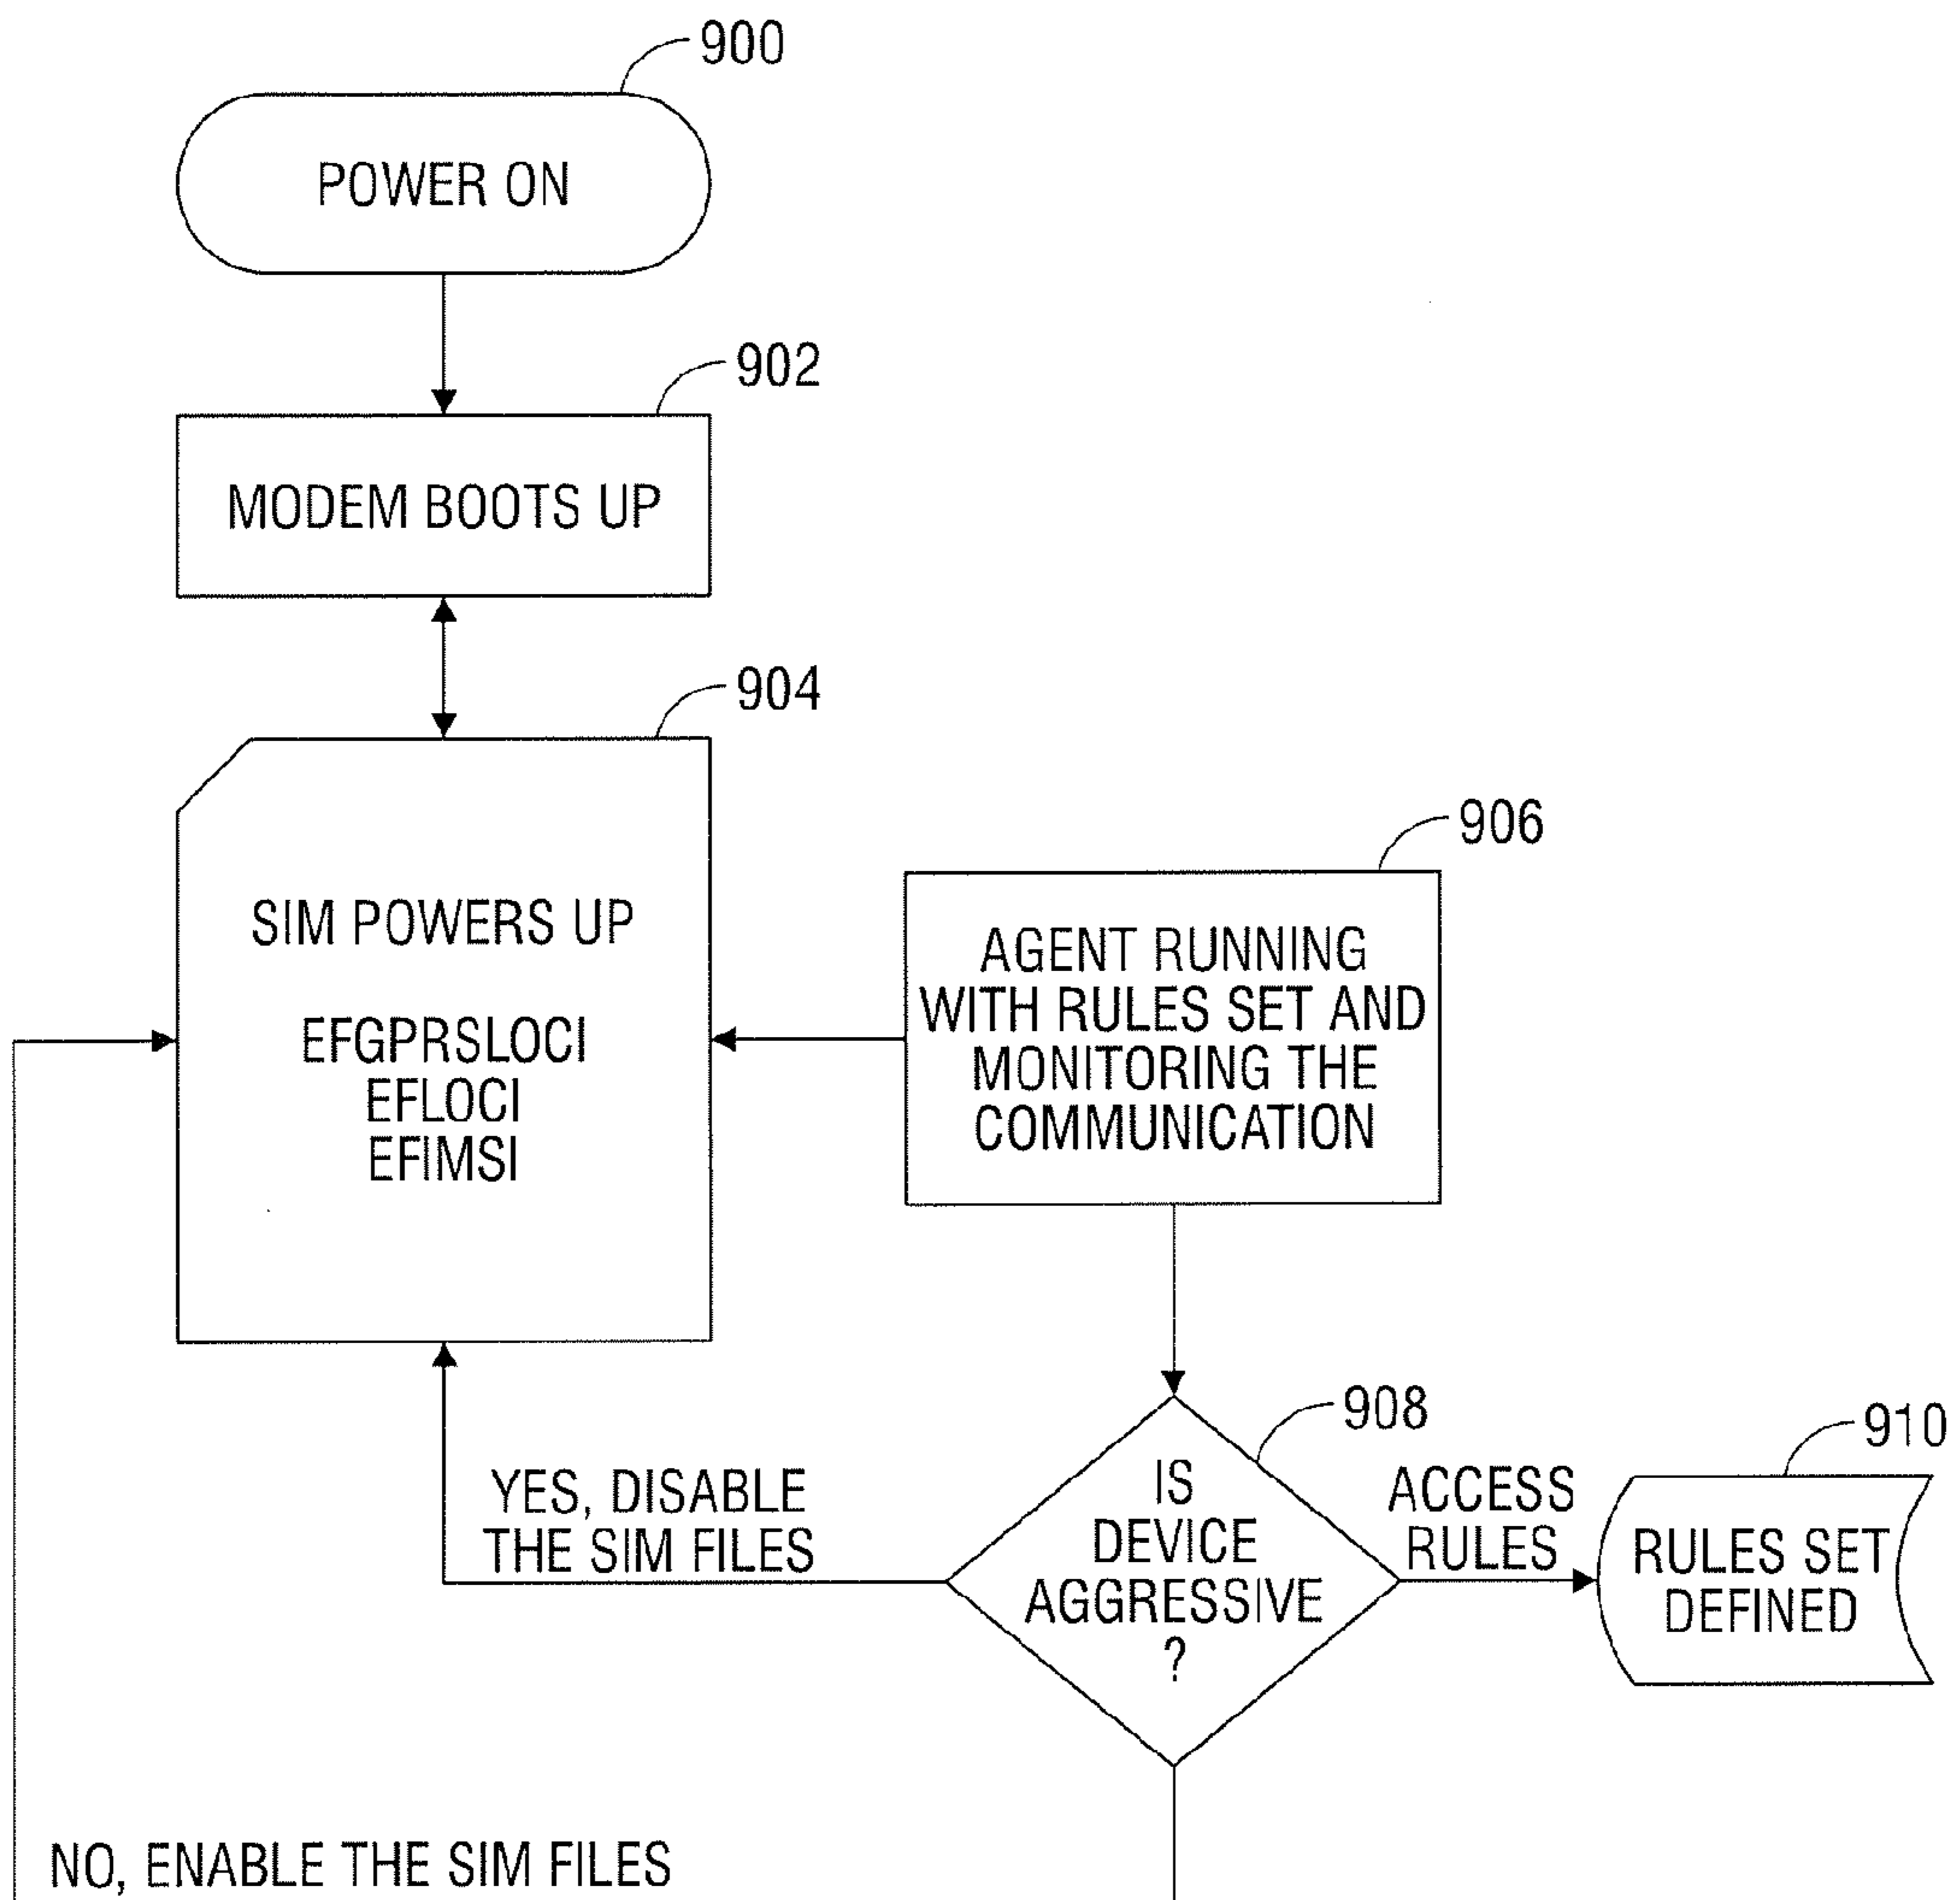 900
POWER ON
902
MODEM BOOTS UP
904
SIM POWERS UP
EFGPRSLOCI
EFLOCI
EFIMSI
906
AGENT RUNNING
WITH RULES SET AND
MONITORING THE
COMMUNICATION
908
IS
DEVICE
AGGRESSIVE
?
YES, DISABLE
THE SIM FILES
ACCESS
RULES
910
RULES SET
DEFINED
NO, ENABLE THE SIM FILES